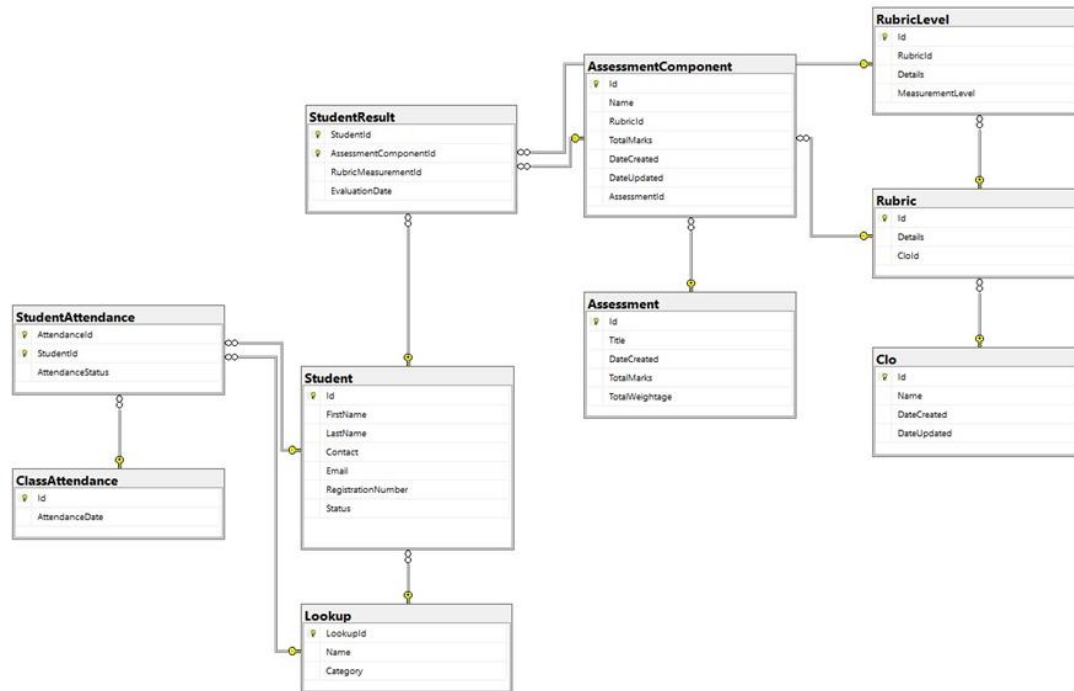 RubricLevel
Id
RubricId
Details
MeasurementLevel
AssessmentComponent
Id
Name
RubricId
TotalMarks
DateCreated
DateUpdated
AssessmentId
StudentResult
StudentId
AssessmentComponentId
RubricMeasurementId
EvaluationDate
Rubric
Id
Details
CloId
Assessment
Id
Title
DateCreated
TotalMarks
TotalWeightage
StudentAttendance
AttendanceId
StudentId
AttendanceStatus
Clo
Id
Name
DateCreated
DateUpdated
Student
Id
FirstName
LastName
Contact
Email
RegistrationNumber
Status
ClassAttendance
Id
AttendanceDate
Lookup
LookupId
Name
Category